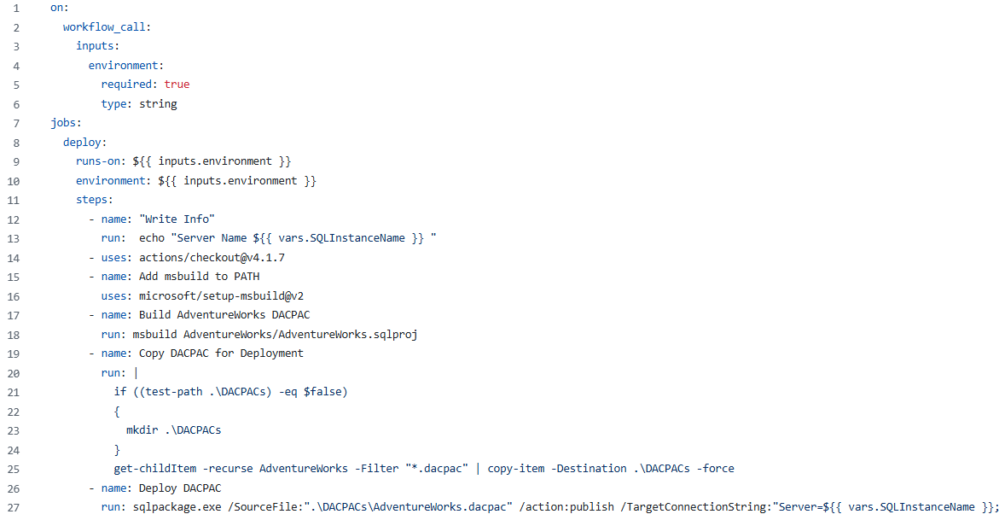 1 on:
2   workflow_call:
3     inputs:
4       environment:
5         required: true
6         type: string
7 jobs:
8   deploy:
9     runs-on: ${{ inputs.environment }}
10     environment: ${{ inputs.environment }}
11     steps:
12       - name: "Write Info"
13         run:  echo "Server Name ${{ vars.SQLInstanceName }} "
14       - uses: actions/checkout@v4.1.7
15       - name: Add msbuild to PATH
16         uses: microsoft/setup-msbuild@v2
17       - name: Build AdventureWorks DACPAC
18         run: msbuild AdventureWorks/AdventureWorks.sqlproj
19       - name: Copy DACPAC for Deployment
20         run: |
21           if ((test-path .\DACPACs) -eq $false)
22           {
23             mkdir .\DACPACs
24           }
25           get-childItem -recurse AdventureWorks -Filter "*.dacpac" | copy-item -Destination .\DACPACs -force
26       - name: Deploy DACPAC
27         run: sqlpackage.exe /SourceFile:".\DACPACs\AdventureWorks.dacpac" /action:publish /TargetConnectionString:"Server=${{ vars.SQLInstanceName }};